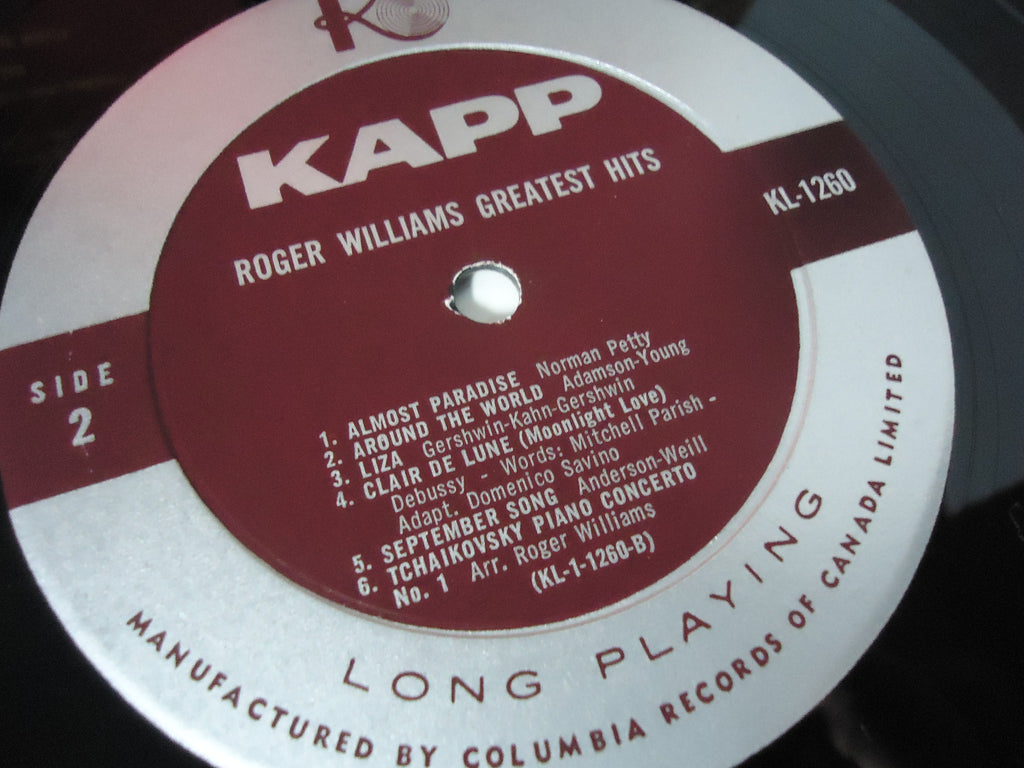 KAPP
ROGER WILLIAMS GREATEST HITS
KL-1260
SIDE
2
1. ALMOST PARADISE Norman Petty
2. AROUND THE WORLD Adamson-Young
3. LIZA Gershwin-Kahn-Gershwin
4. CLAIR DE LUNE (Moonlight Love)
Debussy - Words: Mitchell Parish -
Adapt. Domenico Savino
5. SEPTEMBER SONG Anderson-Weill
6. TCHAIKOVSKY PIANO CONCERTO
No. 1 Arr. Roger Williams
(KL-1-1260-B)
LONG PLAYING
MANUFACTURED BY COLUMBIA RECORDS OF CANADA LIMITED